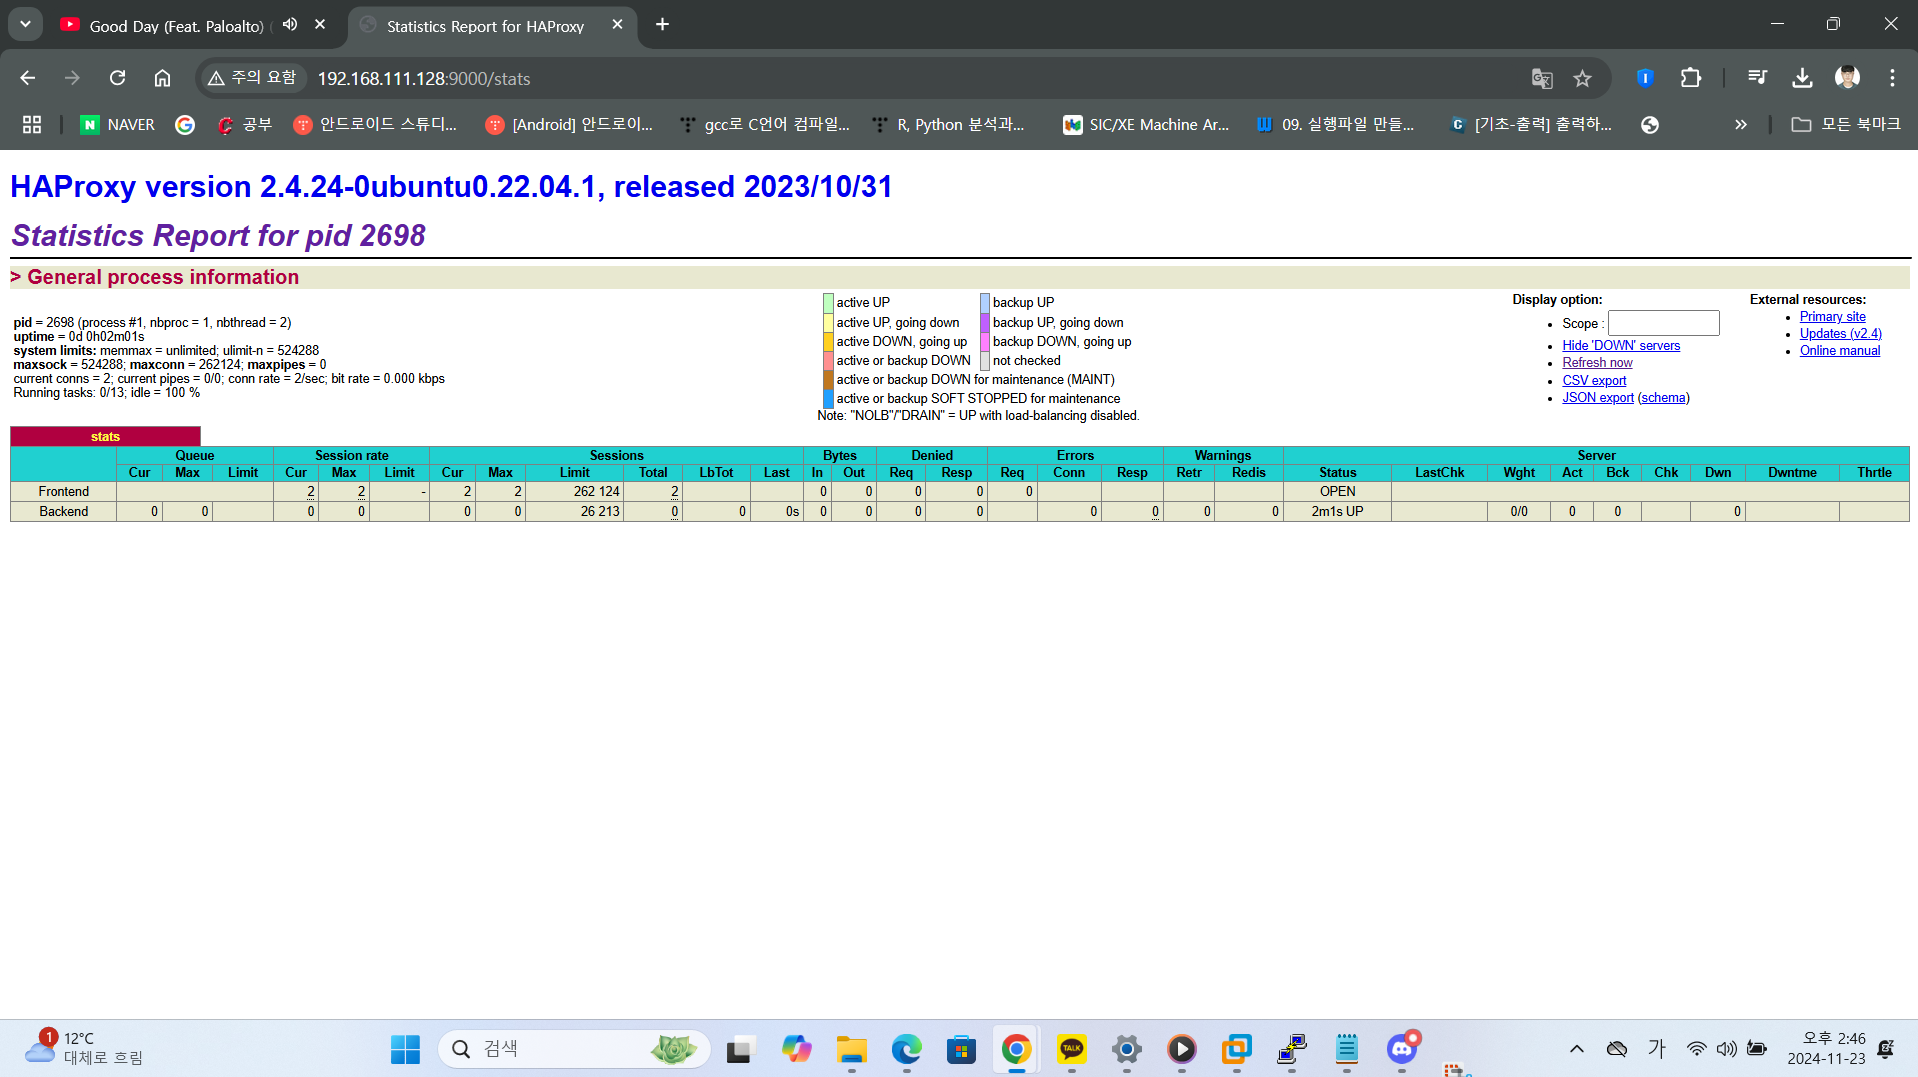 Good Day (Feat. Paloalto) (
Statistics Report for HAProxy
주의 요함
192.168.111.128:9000/stats
NAVER
공부
안드로이드 스튜디...
[Android] 안드로이...
gcc로 C언어 컴파일...
R, Python 분석과...
SIC/XE Machine Ar...
09. 실행파일 만들...
[기초-출력] 출력하...
모든 북마크
HAProxy version 2.4.24-0ubuntu0.22.04.1, released 2023/10/31
Statistics Report for pid 2698
> General process information
pid = 2698 (process #1, nbproc = 1, nbthread = 2)
uptime = 0d 0h02m01s
system limits: memmax = unlimited; ulimit-n = 524288
maxsock = 524288; maxconn = 262124; maxpipes = 0
current conns = 2; current pipes = 0/0; conn rate = 2/sec; bit rate = 0.000 kbps
Running tasks: 0/13; idle = 100 %
active UP backup UP
active UP, going down backup UP, going down
active DOWN, going up backup DOWN, going up
active or backup DOWN not checked
active or backup DOWN for maintenance (MAINT)
active or backup SOFT STOPPED for maintenance
Note: "NOLB"/"DRAIN" = UP with load-balancing disabled.
Display option:
Scope :
Hide 'DOWN' servers
Refresh now
CSV export
JSON export (schema)
External resources:
Primary site
Updates (v2.4)
Online manual
stats
Queue Session rate Sessions Bytes Denied Errors Warnings Server
Cur Max Limit Cur Max Limit Cur Max Limit Total LbTot Last In Out Req Resp Req Conn Resp Retr Redis Status LastChk Wght Act Bck Chk Dwn Dwntme Thrtle
Frontend 2 2 - 2 2 262 124 2 0 0 0 0 0 OPEN
Backend 0 0 0 0 0 0 26 213 0 0 0s 0 0 0 0 0 0 0 0 2m1s UP 0/0 0 0 0
1
12°C
대체로 흐림
검색
TALK
가
오후 2:46
2024-11-23